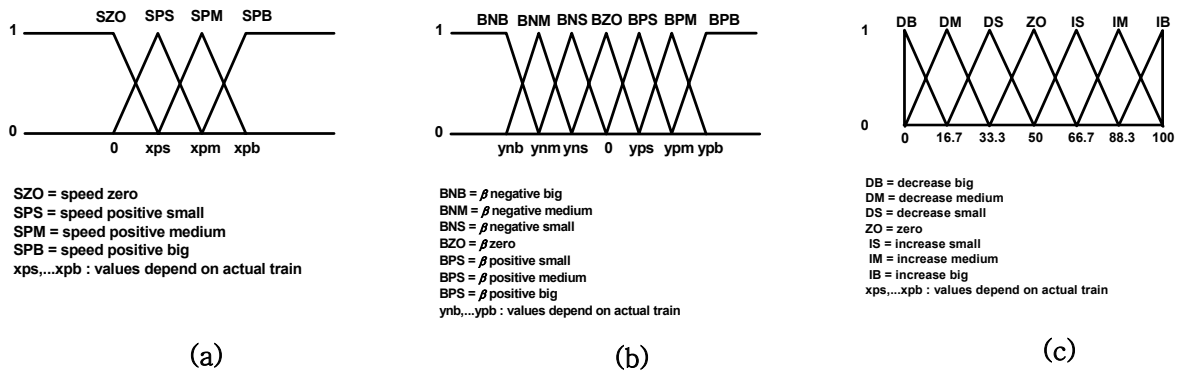 SZO SPS SPM SPB
1
0
0 xps xpm xpb
SZO = speed zero
SPS = speed positive small
SPM = speed positive medium
SPB = speed positive big
xps,...xpb : values depend on actual train
(a)
BNB BNM BNS BZO BPS BPM BPB
1
0
ynb ynm yns 0 yps ypm ypb
BNB = β negative big
BNM = β negative medium
BNS = β negative small
BZO = β zero
BPS = β positive small
BPS = β positive medium
BPS = β positive big
ynb,...ypb : values depend on actual train
(b)
DB DM DS ZO IS IM IB
1
0
0 16.7 33.3 50 66.7 88.3 100
DB = decrease big
DM = decrease medium
DS = decrease small
ZO = zero
IS = increase small
IM = increase medium
IB = increase big
xps,...xpb : values depend on actual train
(c)